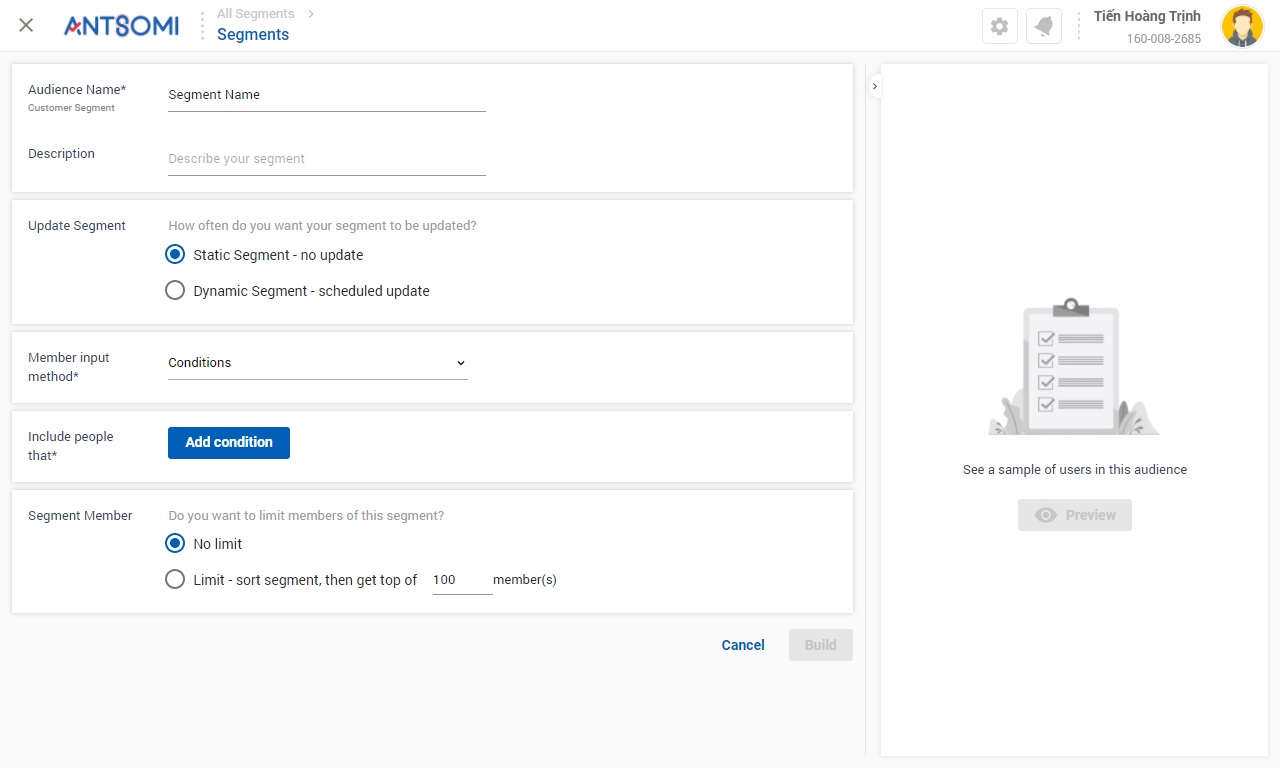 ANTSOMI
All Segments
Segments
Tiến Hoàng Trịnh
160-008-2685
Audience Name*
Customer Segment
Segment Name
Description
Describe your segment
Update Segment
How often do you want your segment to be updated?
Static Segment - no update
Dynamic Segment - scheduled update
Member input
method*
Conditions
Include people
that*
Add condition
Segment Member
Do you want to limit members of this segment?
No limit
Limit - sort segment, then get top of 100 member(s)
Cancel
Build
See a sample of users in this audience
Preview